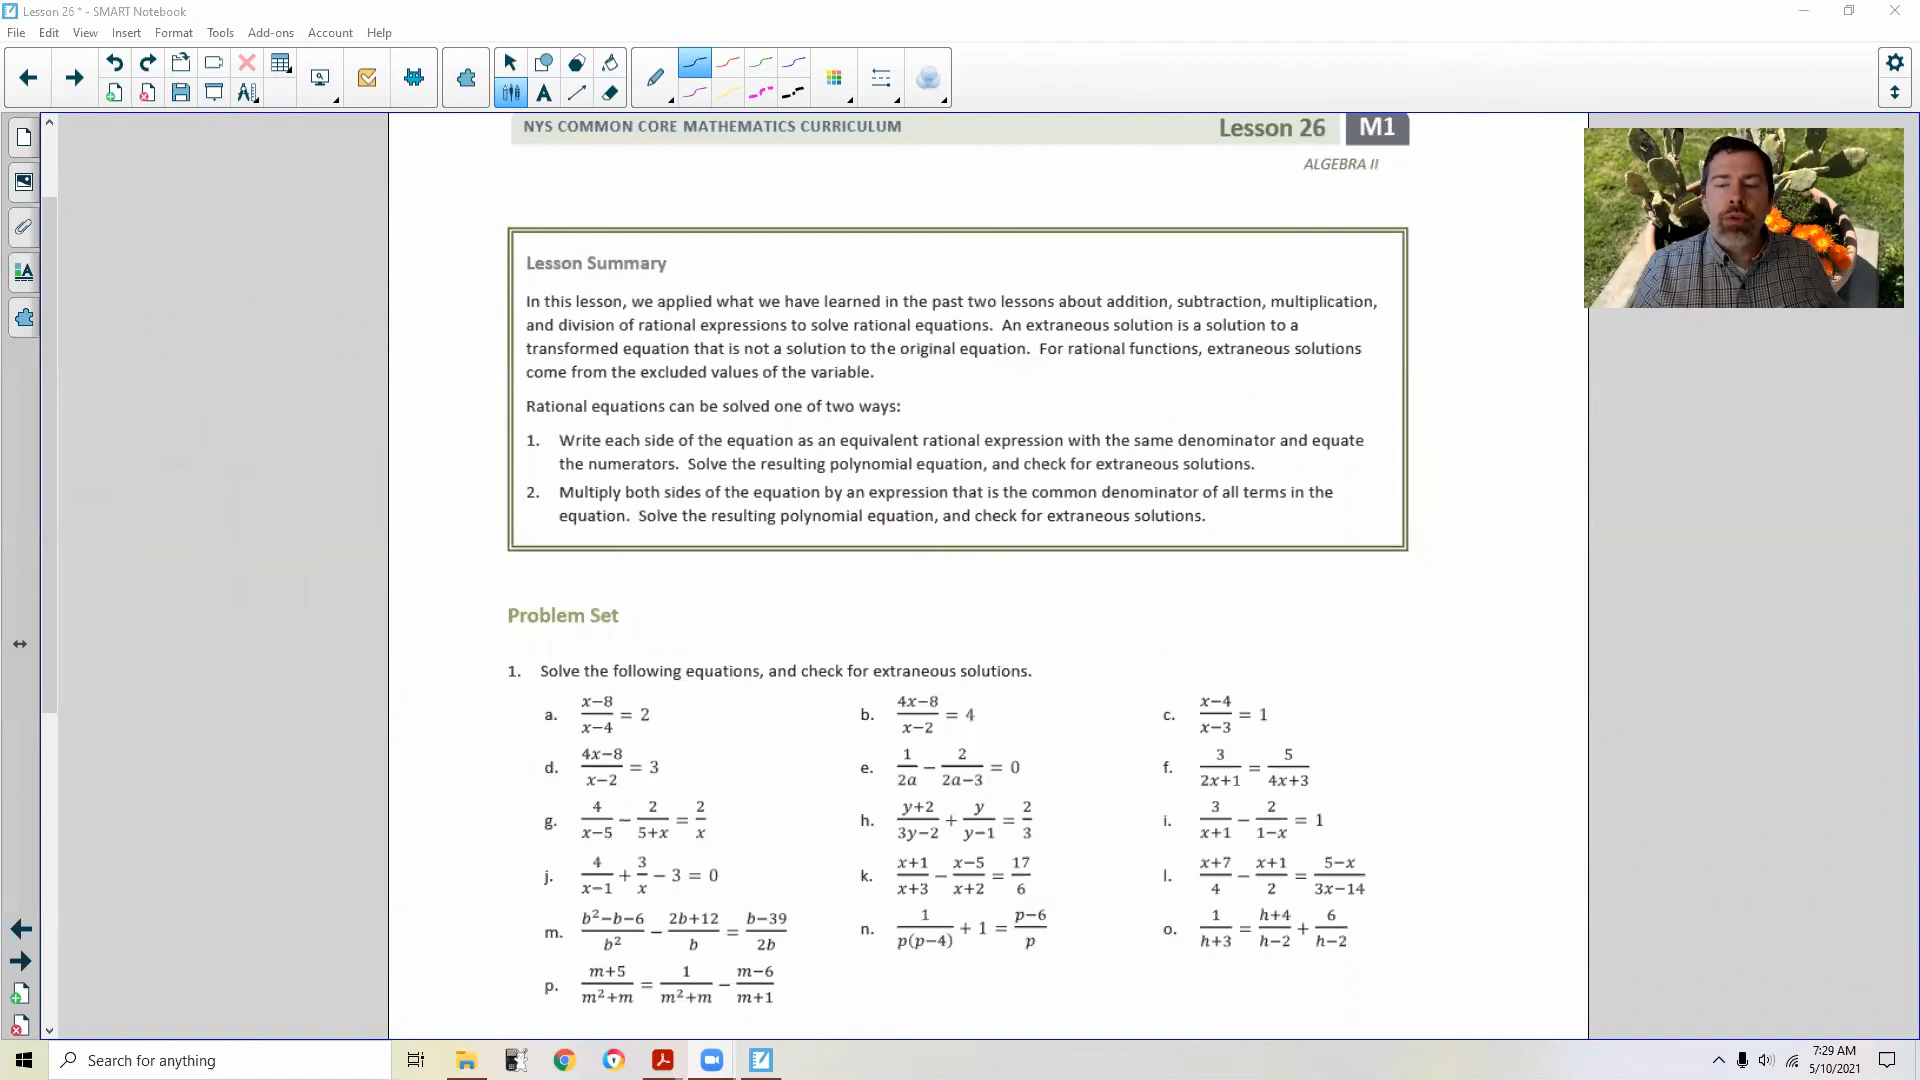 Lesson 26 * - SMART Notebook
File Edit View Insert Format Tools Add-ons Account Help
NYS COMMON CORE MATHEMATICS CURRICULUM Lesson 26 M1
ALGEBRA II
Lesson Summary
In this lesson, we applied what we have learned in the past two lessons about addition, subtraction, multiplication,
and division of rational expressions to solve rational equations. An extraneous solution is a solution to a
transformed equation that is not a solution to the original equation. For rational functions, extraneous solutions
come from the excluded values of the variable.
Rational equations can be solved one of two ways:
1. Write each side of the equation as an equivalent rational expression with the same denominator and equate
the numerators. Solve the resulting polynomial equation, and check for extraneous solutions.
2. Multiply both sides of the equation by an expression that is the common denominator of all terms in the
equation. Solve the resulting polynomial equation, and check for extraneous solutions.
Problem Set
1. Solve the following equations, and check for extraneous solutions.
a. (x−8)/(x−4) = 2 b. (4x−8)/(x−2) = 4 c. (x−4)/(x−3) = 1
d. (4x−8)/(x−2) = 3 e. 1/(2a) − 2/(2a−3) = 0 f. 3/(2x+1) = 5/(4x+3)
g. 4/(x−5) − 2/(5+x) = 2/x h. (y+2)/(3y−2) + y/(y−1) = 2/3 i. 3/(x+1) − 2/(1−x) = 1
j. 4/(x−1) + 3/x − 3 = 0 k. (x+1)/(x+3) − (x−5)/(x+2) = 17/6 l. (x+7)/4 − (x+1)/2 = (5−x)/(3x−14)
m. (b²−b−6)/b² − (2b+12)/b = (b−39)/(2b) n. 1/(p(p−4)) + 1 = (p−6)/p o. 1/(h+3) = (h+4)/(h−2) + 6/(h−2)
p. (m+5)/(m²+m) = 1/(m²+m) − (m−6)/(m+1)
Search for anything
7:29 AM
5/10/2021